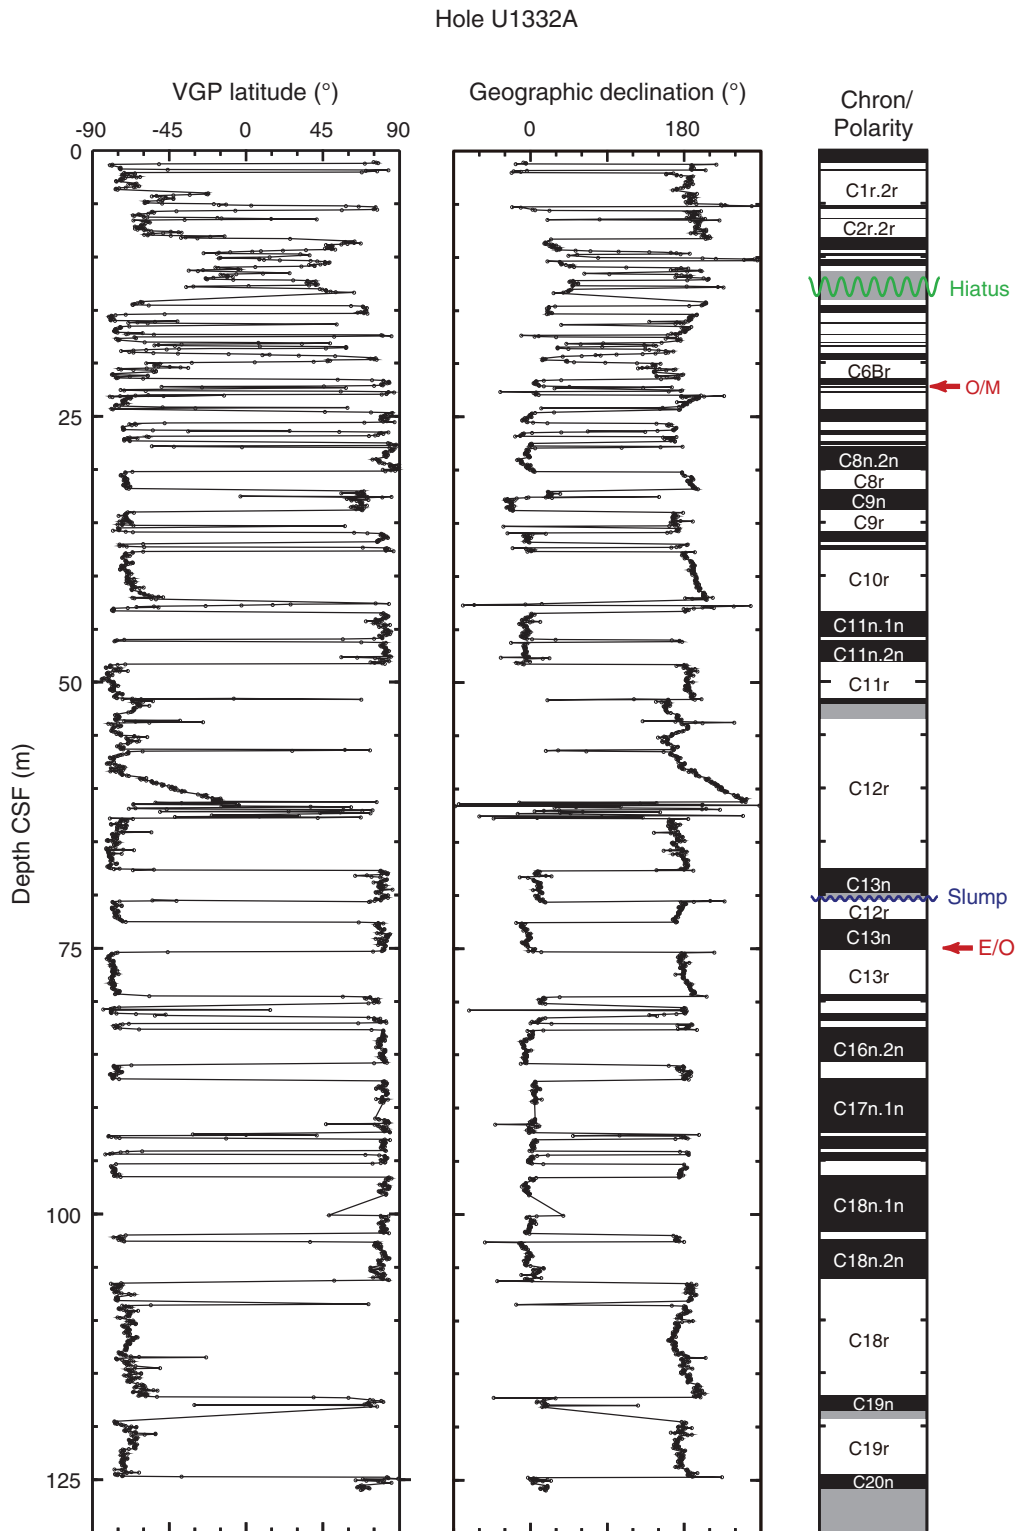 Hole U1332A
VGP latitude (°)
-90 -45 0 45 90
Geographic declination (°)
0 180
Chron/
Polarity
Depth CSF (m)
0
25
50
75
100
125
C1r.2r
C2r.2r
Hiatus
C6Br
O/M
C8n.2n
C8r
C9n
C9r
C10r
C11n.1n
C11n.2n
C11r
C12r
C13n
Slump
C12r
C13n
E/O
C13r
C16n.2n
C17n.1n
C18n.1n
C18n.2n
C18r
C19n
C19r
C20n